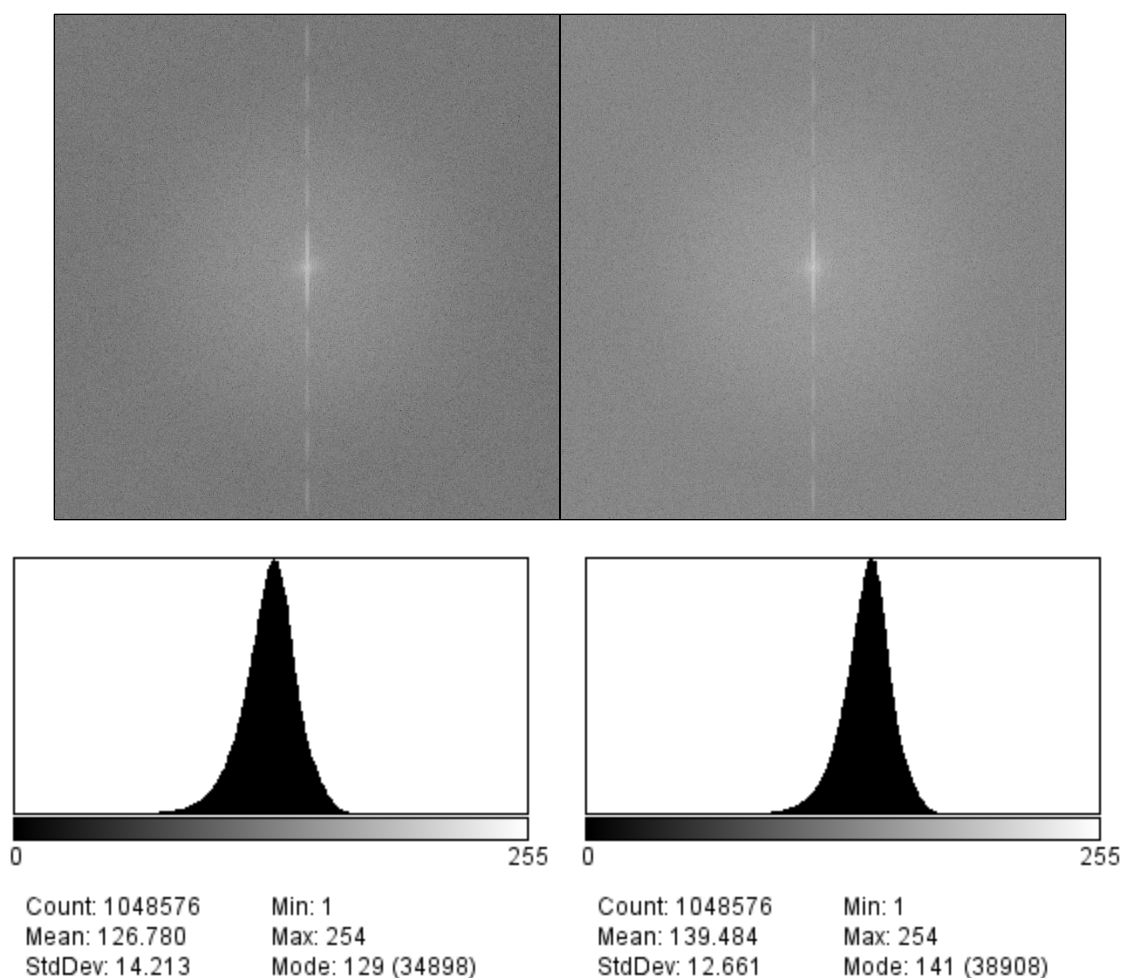 0 255 0 255
Count: 1048576 Min: 1 Count: 1048576 Min: 1
Mean: 126.780 Max: 254 Mean: 139.484 Max: 254
StdDev: 14.213 Mode: 129 (34898) StdDev: 12.661 Mode: 141 (38908)